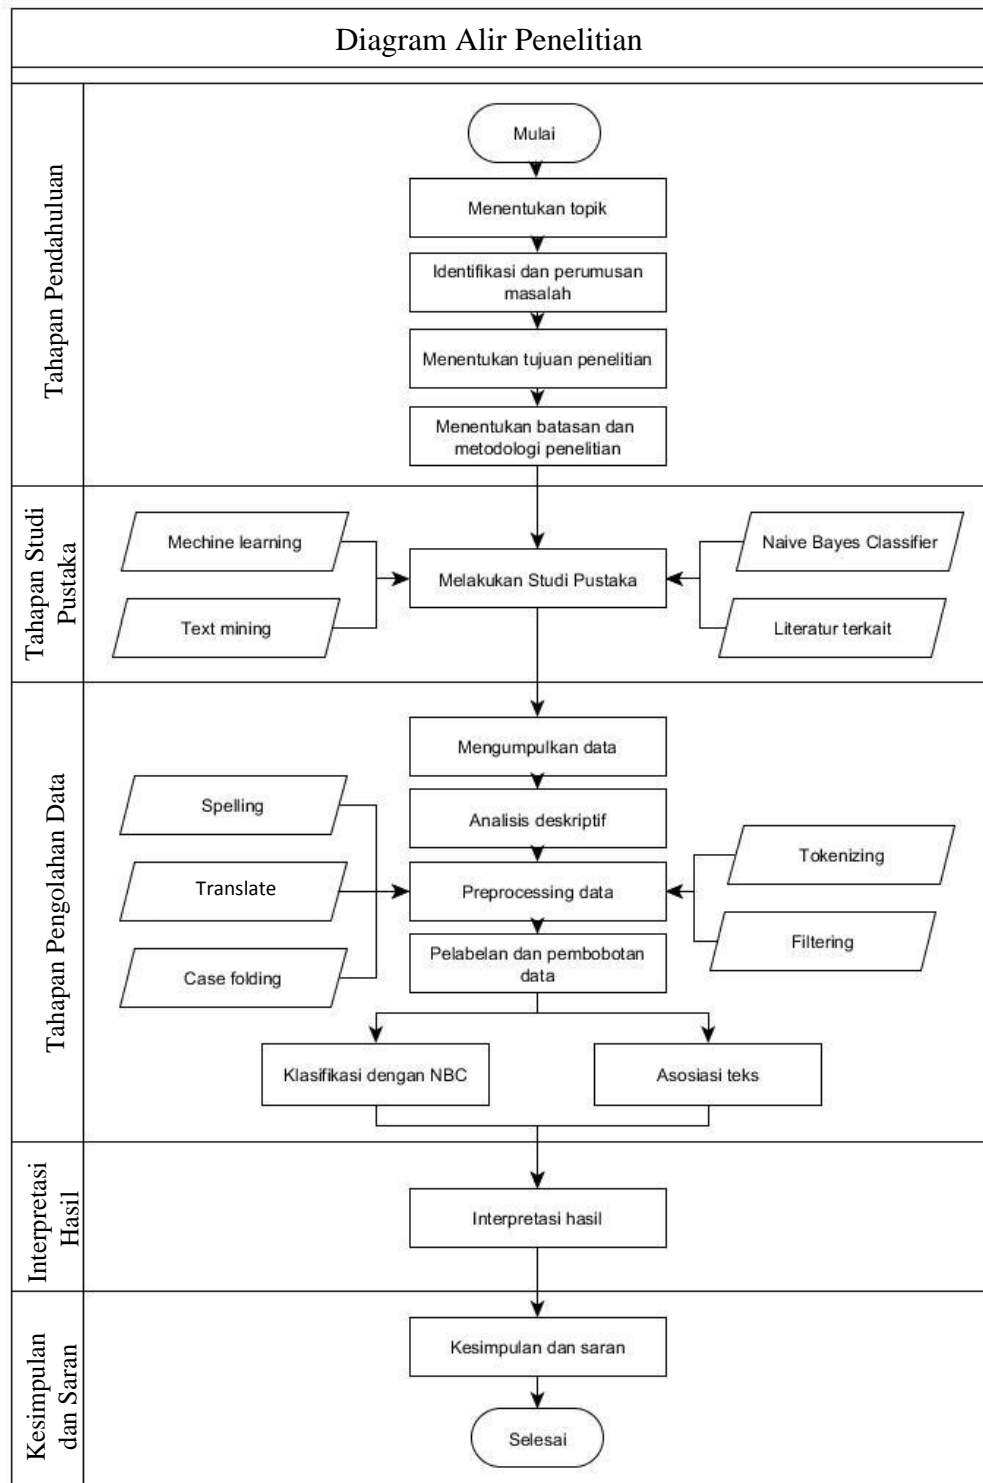 Diagram Alir Penelitian
Tahapan Pendahuluan
Mulai
Menentukan topik
Identifikasi dan perumusan
masalah
Menentukan tujuan penelitian
Menentukan batasan dan
metodologi penelitian
Tahapan Studi
Pustaka
Mechine learning
Text mining
Melakukan Studi Pustaka
Naive Bayes Classifier
Literatur terkait
Tahapan Pengolahan Data
Mengumpulkan data
Analisis deskriptif
Spelling
Translate
Case folding
Preprocessing data
Tokenizing
Filtering
Pelabelan dan pembobotan
data
Klasifikasi dengan NBC
Asosiasi teks
Interpretasi
Hasil
Interpretasi hasil
Kesimpulan
dan Saran
Kesimpulan dan saran
Selesai